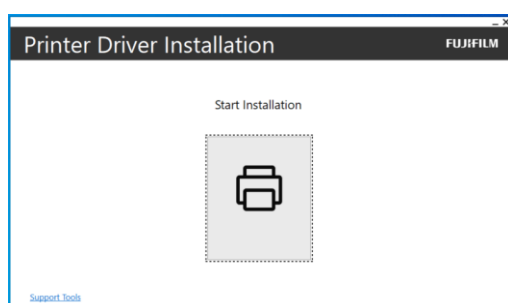 Printer Driver Installation
FUJIFILM
Start Installation
Support Tools